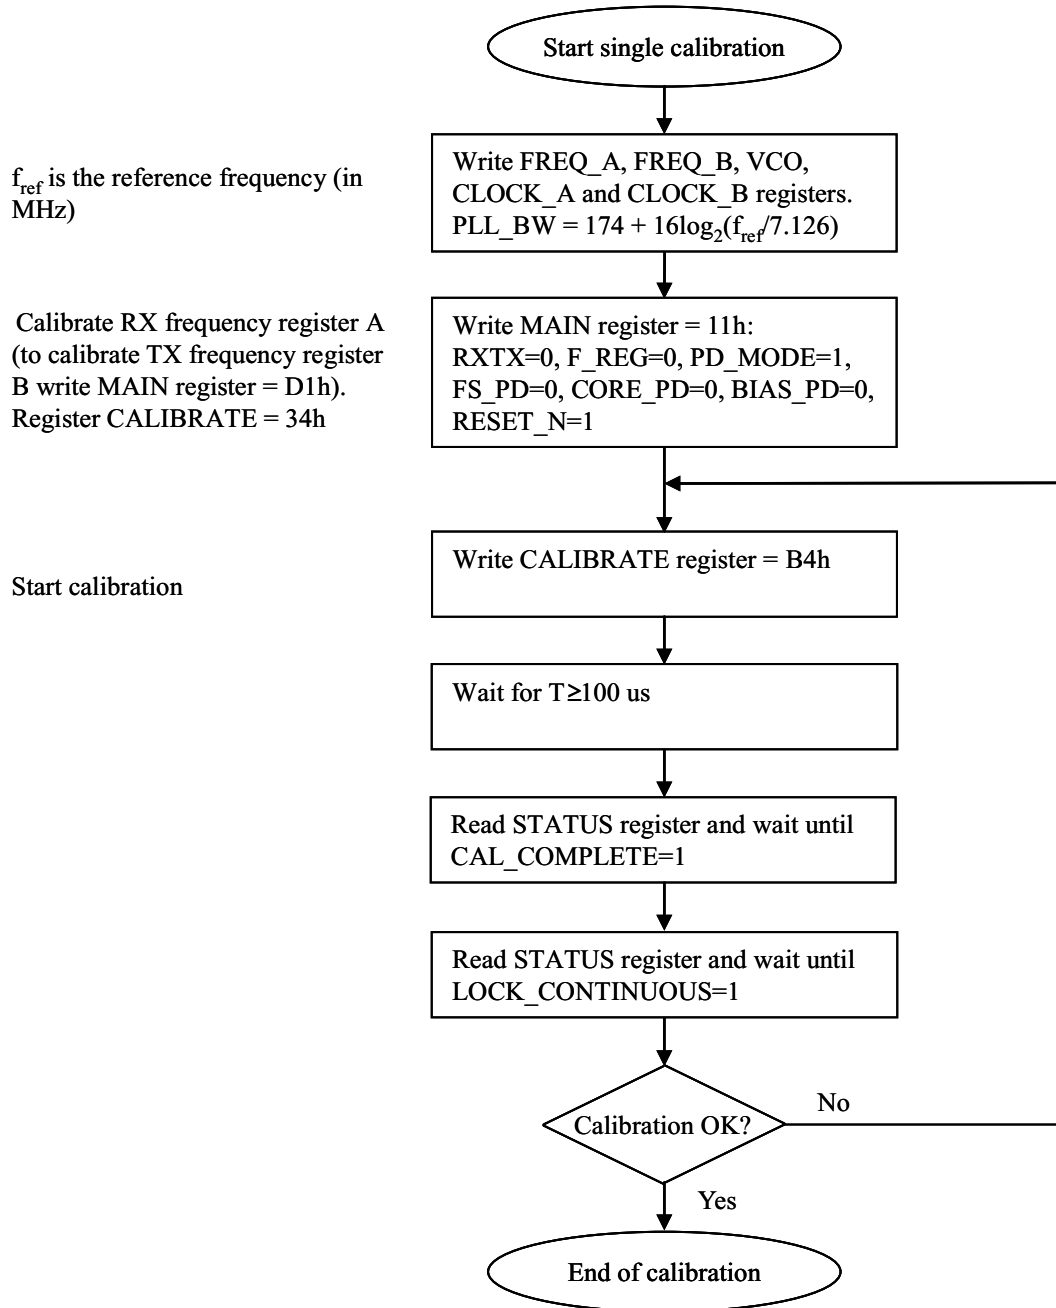 Start single calibration
f_ref is the reference frequency (in
MHz)
Write FREQ_A, FREQ_B, VCO,
CLOCK_A and CLOCK_B registers.
PLL_BW = 174 + 16log₂(f_ref/7.126)
Calibrate RX frequency register A
(to calibrate TX frequency register
B write MAIN register = D1h).
Register CALIBRATE = 34h
Write MAIN register = 11h:
RXTX=0, F_REG=0, PD_MODE=1,
FS_PD=0, CORE_PD=0, BIAS_PD=0,
RESET_N=1
Start calibration
Write CALIBRATE register = B4h
Wait for T≥100 us
Read STATUS register and wait until
CAL_COMPLETE=1
Read STATUS register and wait until
LOCK_CONTINUOUS=1
Calibration OK?
No
Yes
End of calibration